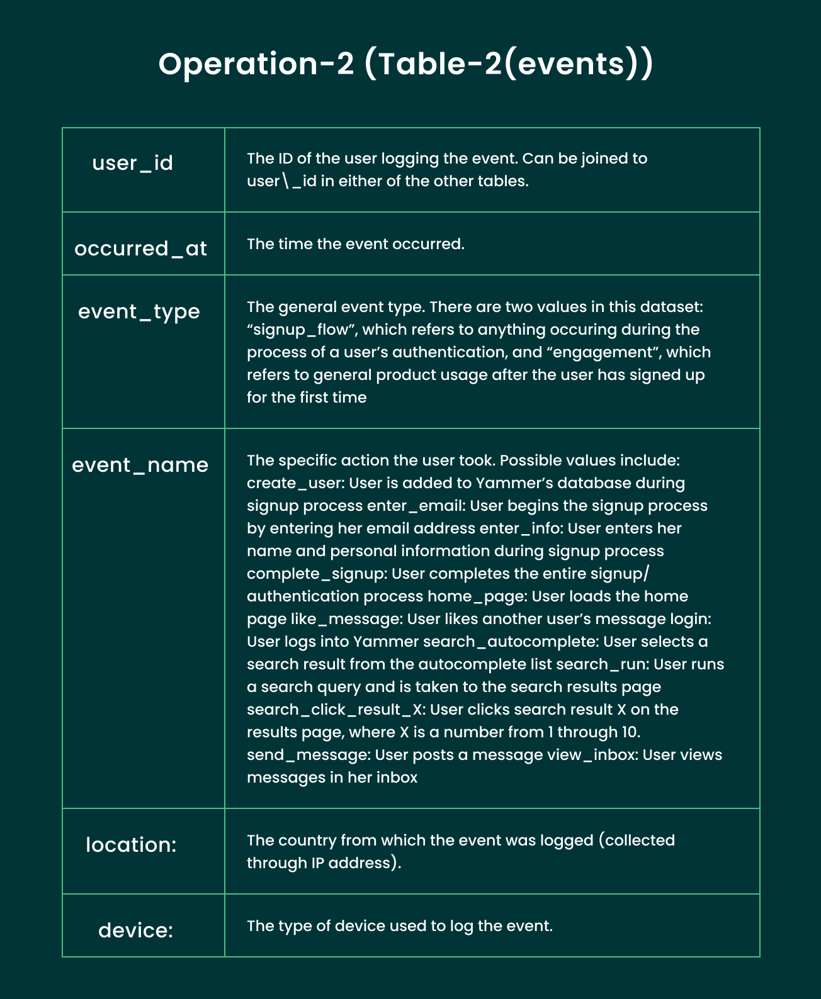 Operation-2 (Table-2(events))
user_id
The ID of the user logging the event. Can be joined to
user\_id in either of the other tables.
occurred_at
The time the event occurred.
event_type
The general event type. There are two values in this dataset:
“signup_flow”, which refers to anything occuring during the
process of a user’s authentication, and “engagement”, which
refers to general product usage after the user has signed up
for the first time
event_name
The specific action the user took. Possible values include:
create_user: User is added to Yammer’s database during
signup process enter_email: User begins the signup process
by entering her email address enter_info: User enters her
name and personal information during signup process
complete_signup: User completes the entire signup/
authentication process home_page: User loads the home
page like_message: User likes another user’s message login:
User logs into Yammer search_autocomplete: User selects a
search result from the autocomplete list search_run: User runs
a search query and is taken to the search results page
search_click_result_X: User clicks search result X on the
results page, where X is a number from 1 through 10.
send_message: User posts a message view_inbox: User views
messages in her inbox
location:
The country from which the event was logged (collected
through IP address).
device:
The type of device used to log the event.